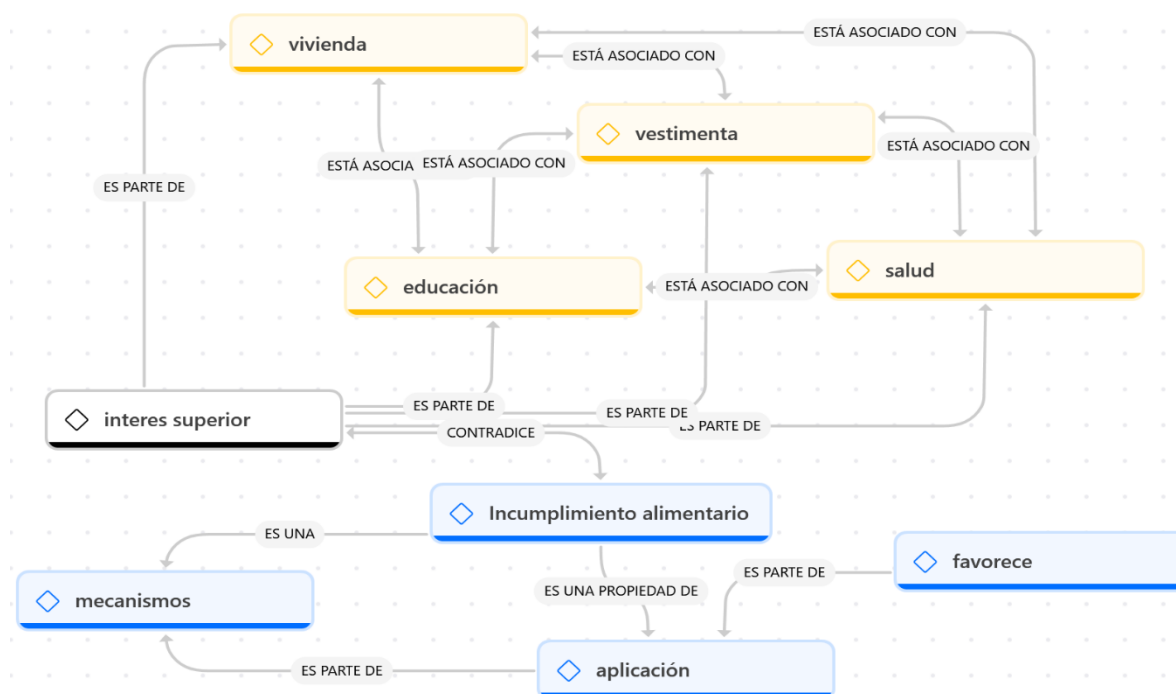 vivienda
ESTÁ ASOCIADO CON
ESTÁ ASOCIADO CON
vestimenta
ESTÁ ASOCIADO CON
ESTÁ ASOCIA
ESTÁ ASOCIADO CON
ES PARTE DE
educación
salud
ESTÁ ASOCIADO CON
interes superior
ES PARTE DE
ES PARTE DE
ES PARTE DE
CONTRADICE
Incumplimiento alimentario
ES UNA
favorece
ES PARTE DE
mecanismos
ES UNA PROPIEDAD DE
ES PARTE DE
aplicación